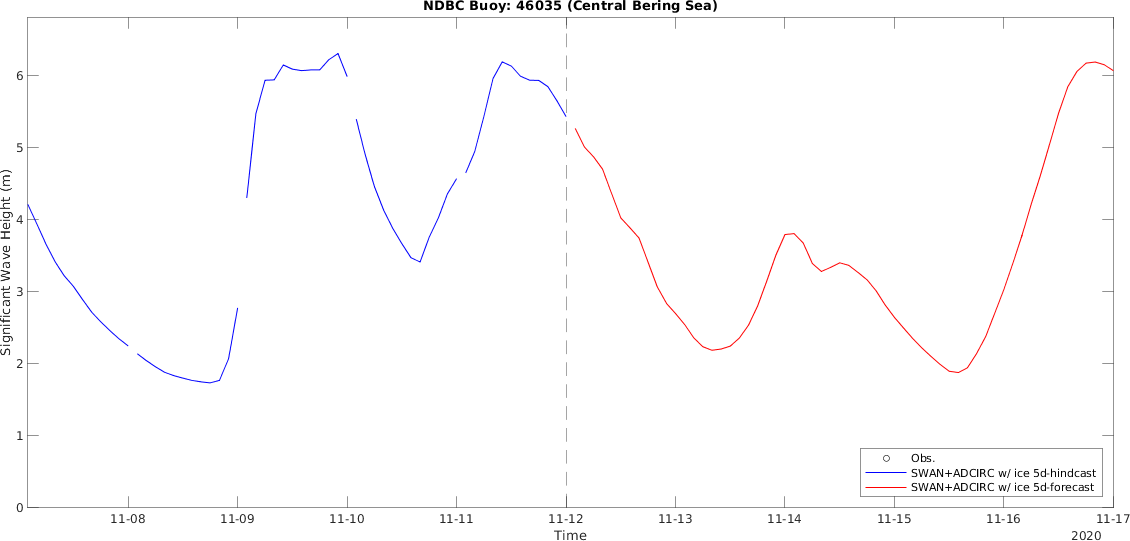 NDBC Buoy: 46035 (Central Bering Sea)
Significant Wave Height (m)
6
5
4
3
2
1
0
Obs.
SWAN+ADCIRC w/ ice 5d-hindcast
SWAN+ADCIRC w/ ice 5d-forecast
11-08 11-09 11-10 11-11 11-12 11-13 11-14 11-15 11-16 11-17
Time
2020